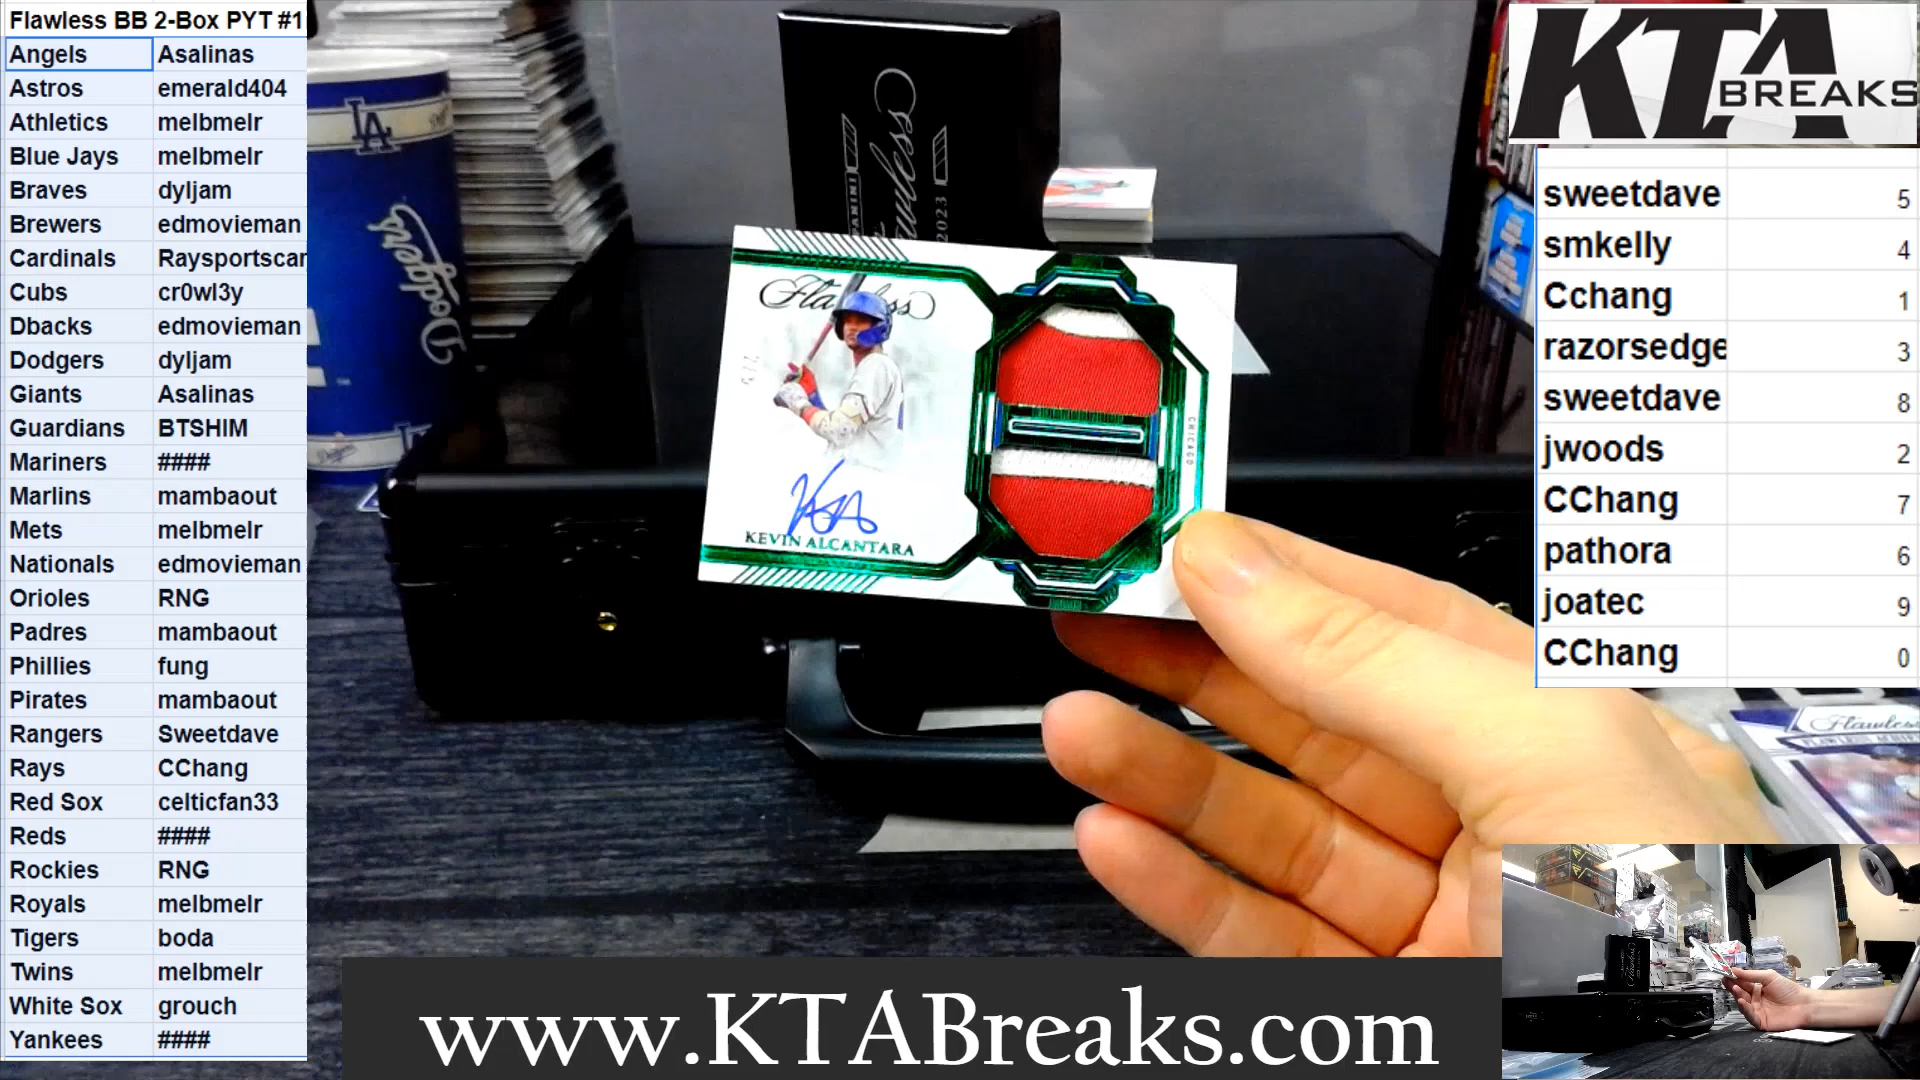 Flawless BB 2-Box PYT #1
Angels Asalinas
Astros emerald404
Athletics melbmelr
Blue Jays melbmelr
Braves dyljam
Brewers edmovieman
Cardinals Raysportscar
Cubs cr0wl3y
Dbacks edmovieman
Dodgers dyljam
Giants Asalinas
Guardians BTSHIM
Mariners ####
Marlins mambaout
Mets melbmelr
Nationals edmovieman
Orioles RNG
Padres mambaout
Phillies fung
Pirates mambaout
Rangers Sweetdave
Rays CChang
Red Sox celticfan33
Reds ####
Rockies RNG
Royals melbmelr
Tigers boda
Twins melbmelr
White Sox grouch
Yankees ####
LA
Dodgers
PANINI
Flawless
2023
Flawless
KEVIN ALCANTARA
CHICAGO
KTA
BREAKS
sweetdave 5
smkelly 4
Cchang 1
razorsedge 3
sweetdave 8
jwoods 2
CChang 7
pathora 6
joatec 9
CChang 0
Flawless
www.KTABreaks.com